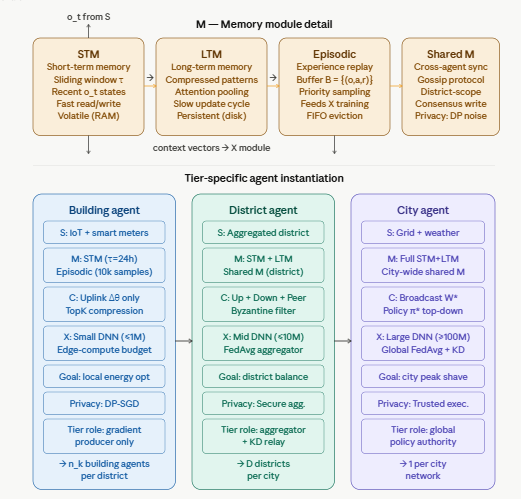 o_t from S
M — Memory module detail
STM
Short-term memory
Sliding window τ
Recent o_t states
Fast read/write
Volatile (RAM)
LTM
Long-term memory
Compressed patterns
Attention pooling
Slow update cycle
Persistent (disk)
Episodic
Experience replay
Buffer B = {(o,a,r)}
Priority sampling
Feeds X training
FIFO eviction
Shared M
Cross-agent sync
Gossip protocol
District-scope
Consensus write
Privacy: DP noise
context vectors → X module
Tier-specific agent instantiation
Building agent
S: IoT + smart meters
M: STM (τ=24h)
Episodic (10k samples)
C: Uplink Δθ only
TopK compression
X: Small DNN (≤1M)
Edge-compute budget
Goal: local energy opt
Privacy: DP-SGD
Tier role: gradient
producer only
→ n_k building agents
per district
District agent
S: Aggregated district
M: STM + LTM
Shared M (district)
C: Up + Down + Peer
Byzantine filter
X: Mid DNN (≤10M)
FedAvg aggregator
Goal: district balance
Privacy: Secure agg.
Tier role: aggregator
+ KD relay
→ D districts
per city
City agent
S: Grid + weather
M: Full STM+LTM
City-wide shared M
C: Broadcast W*
Policy π* top-down
X: Large DNN (≥100M)
Global FedAvg + KD
Goal: city peak shave
Privacy: Trusted exec.
Tier role: global
policy authority
→ 1 per city
network